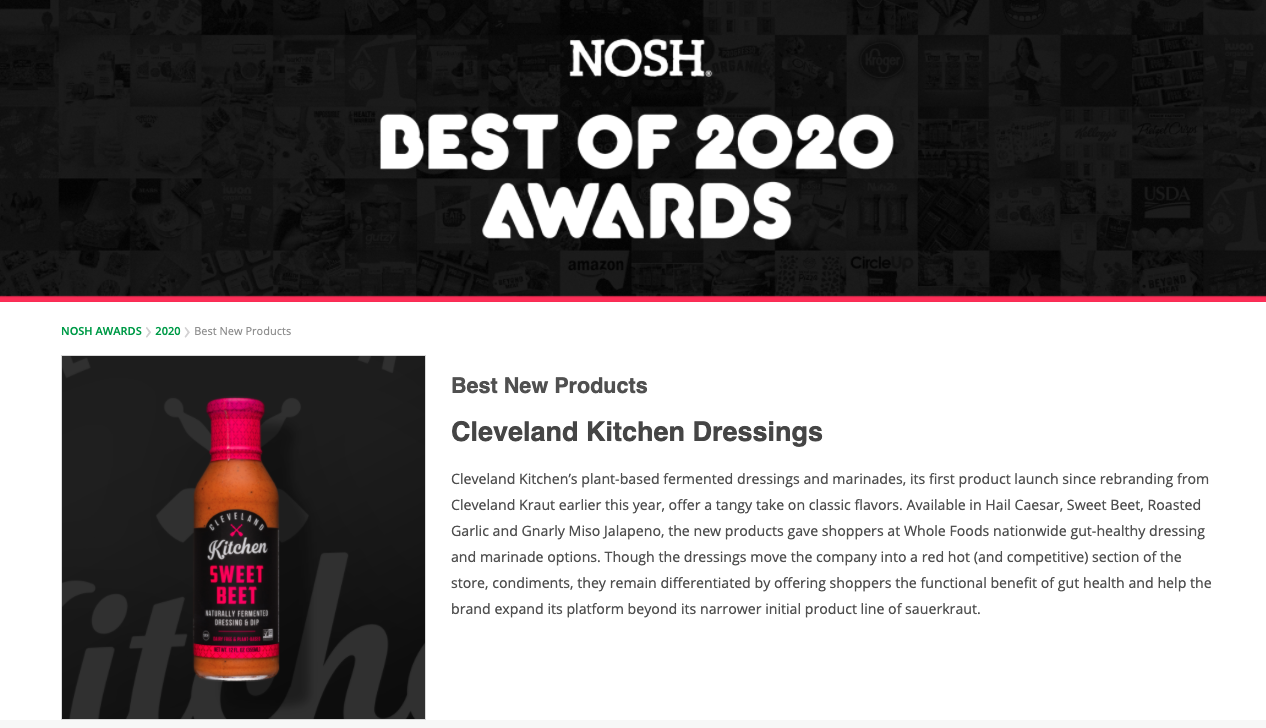 NOSH®
BEST OF 2020
AWARDS
Kroger
USDA
amazon
CircleUp
NOSH AWARDS ❯ 2020 ❯ Best New Products
Best New Products
Cleveland Kitchen Dressings
Cleveland Kitchen’s plant-based fermented dressings and marinades, its first product launch since rebranding from
Cleveland Kraut earlier this year, offer a tangy take on classic flavors. Available in Hail Caesar, Sweet Beet, Roasted
Garlic and Gnarly Miso Jalapeno, the new products gave shoppers at Whole Foods nationwide gut-healthy dressing
and marinade options. Though the dressings move the company into a red hot (and competitive) section of the
store, condiments, they remain differentiated by offering shoppers the functional benefit of gut health and help the
brand expand its platform beyond its narrower initial product line of sauerkraut.
CLEVELAND
Kitchen
SWEET
BEET
NATURALLY FERMENTED
DRESSING & DIP